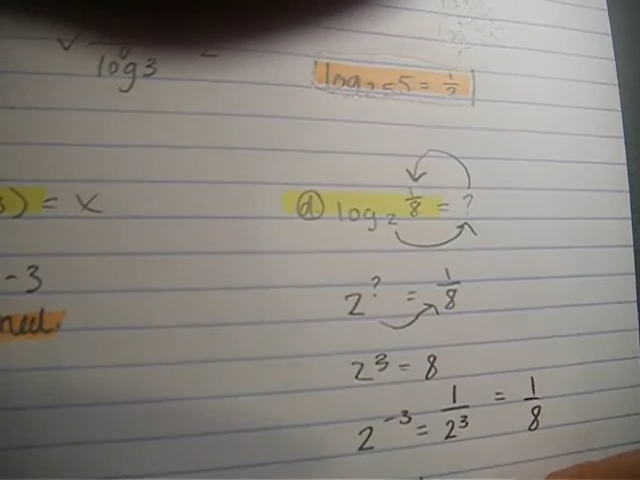 log3
log₂₅5 = 1/2
) = x
-3
ned.
d) log₂ 1/8 = ?
2^? = 1/8
2³ = 8
2⁻³ = 1/2³ = 1/8